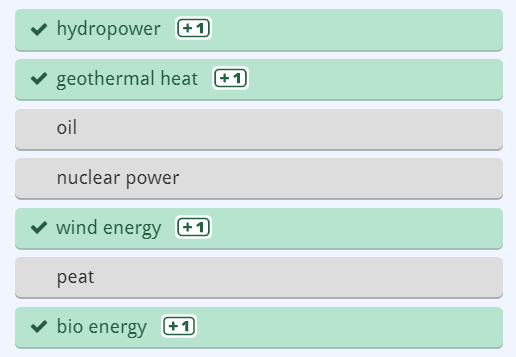 hydropower +1
geothermal heat +1
oil
nuclear power
wind energy +1
peat
bio energy +1